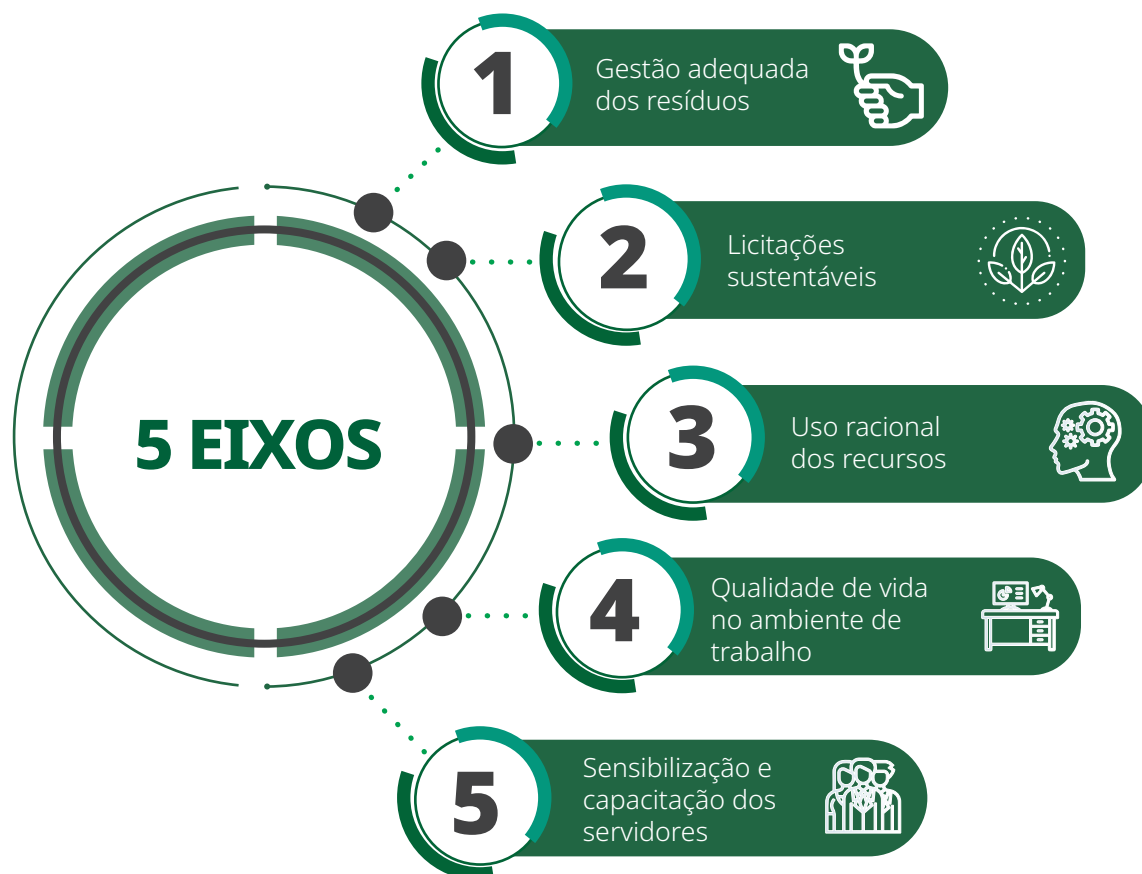 5 EIXOS
1
Gestão adequada
dos resíduos
2
Licitações
sustentáveis
3
Uso racional
dos recursos
4
Qualidade de vida
no ambiente de
trabalho
5
Sensibilização e
capacitação dos
servidores